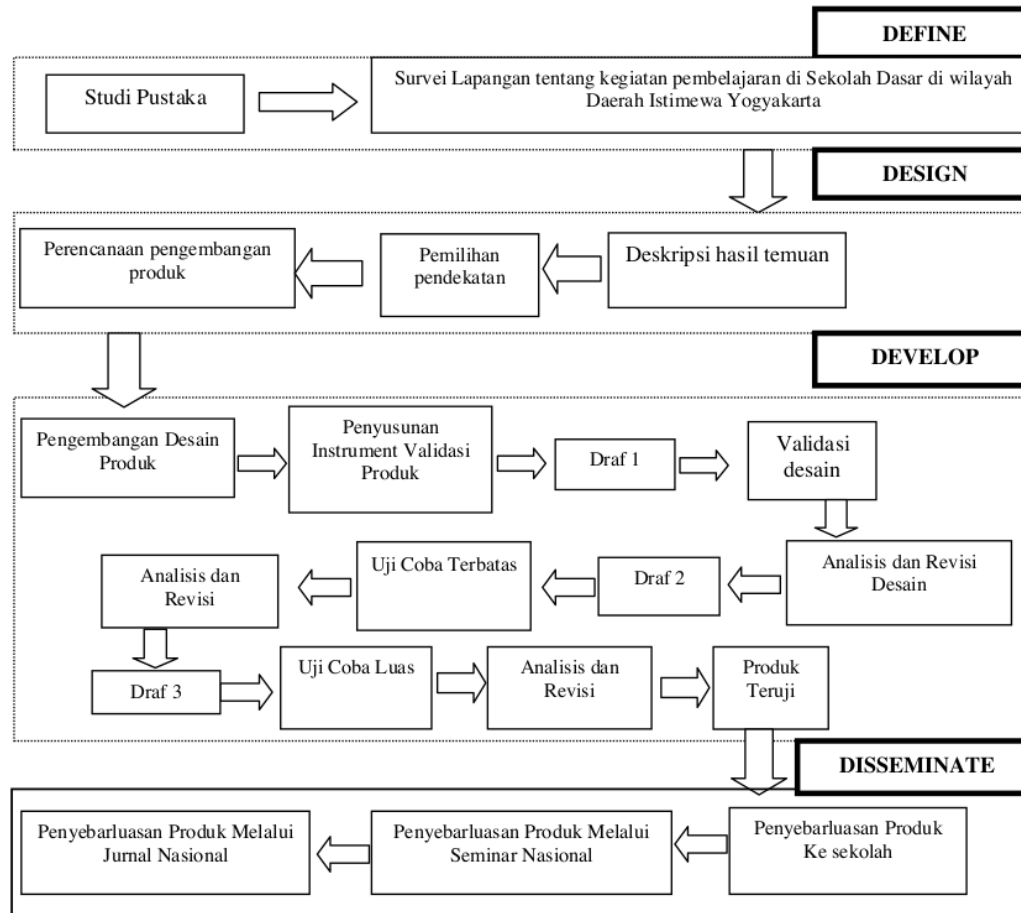 DEFINE
Studi Pustaka
Survei Lapangan tentang kegiatan pembelajaran di Sekolah Dasar di wilayah
Daerah Istimewa Yogyakarta
DESIGN
Deskripsi hasil temuan
Pemilihan
pendekatan
Perencanaan pengembangan
produk
DEVELOP
Pengembangan Desain
Produk
Penyusunan
Instrument Validasi
Produk
Draf 1
Validasi
desain
Analisis dan Revisi
Desain
Draf 2
Uji Coba Terbatas
Analisis dan
Revisi
Draf 3
Uji Coba Luas
Analisis dan
Revisi
Produk
Teruji
DISSEMINATE
Penyebarluasan Produk
Ke sekolah
Penyebarluasan Produk Melalui
Seminar Nasional
Penyebarluasan Produk Melalui
Jurnal Nasional